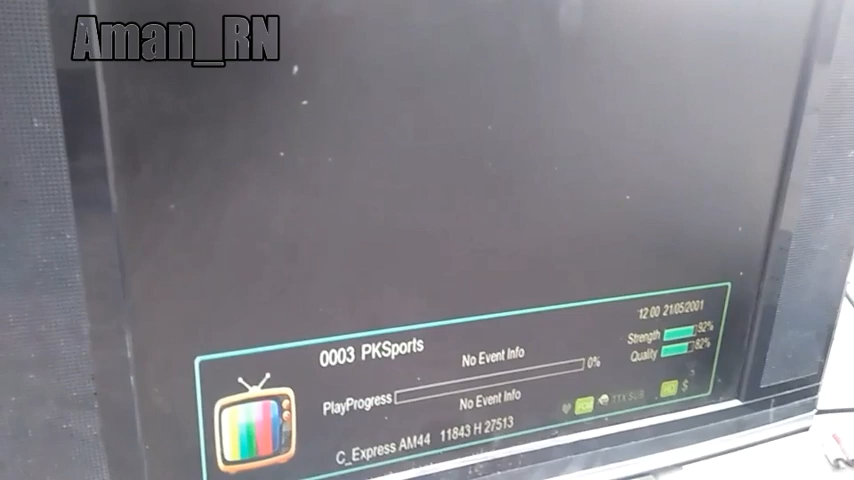 Aman_RN
12 00 21/05/2001
0003 PKSports
No Event Info
Strength 92%
Quality 82%
PlayProgress 0%
No Event Info
TTX SUB HD $
C_Express AM44 11843 H 27513